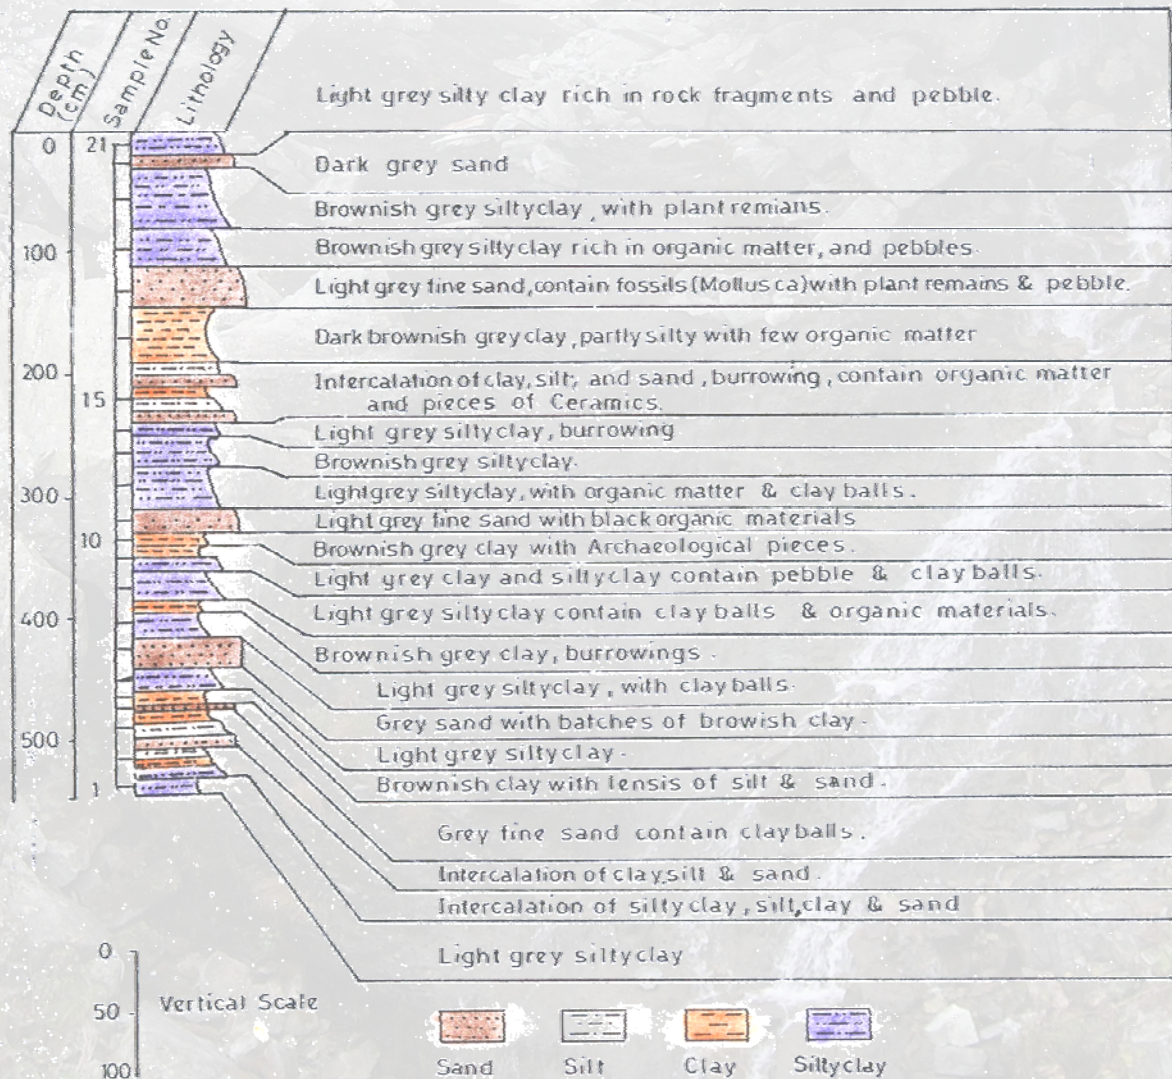 Depth (cm)
Sample No.
Lithology
Light grey silty clay rich in rock fragments and pebble.
0
21
Dark grey sand
Brownish grey siltyclay, with plant remians.
100
Brownish grey siltyclay rich in organic matter, and pebbles.
Light grey fine sand, contain fossils (Mollusca) with plant remains & pebble.
Dark brownish grey clay, partly silty with few organic matter
200
Intercalation of clay, silt, and sand, burrowing, contain organic matter
and pieces of Ceramics.
15
Light grey siltyclay, burrowing
Brownish grey siltyclay.
300
Lightgrey siltyclay, with organic matter & clay balls.
Light grey fine sand with black organic materials
10
Brownish grey clay with Archaeological pieces.
Light grey clay and siltyclay contain pebble & clay balls.
400
Light grey siltyclay contain clay balls & organic materials.
Brownish grey clay, burrowings.
Light grey siltyclay, with clay balls.
Grey sand with batches of browish clay.
500
Light grey siltyclay.
Brownish clay with lensis of silt & sand.
1
Grey fine sand contain clay balls.
Intercalation of clay, silt & sand.
Intercalation of siltyclay, silt, clay & sand
Light grey siltyclay
0
50
100
Vertical Scale
Sand
Silt
Clay
Siltyclay